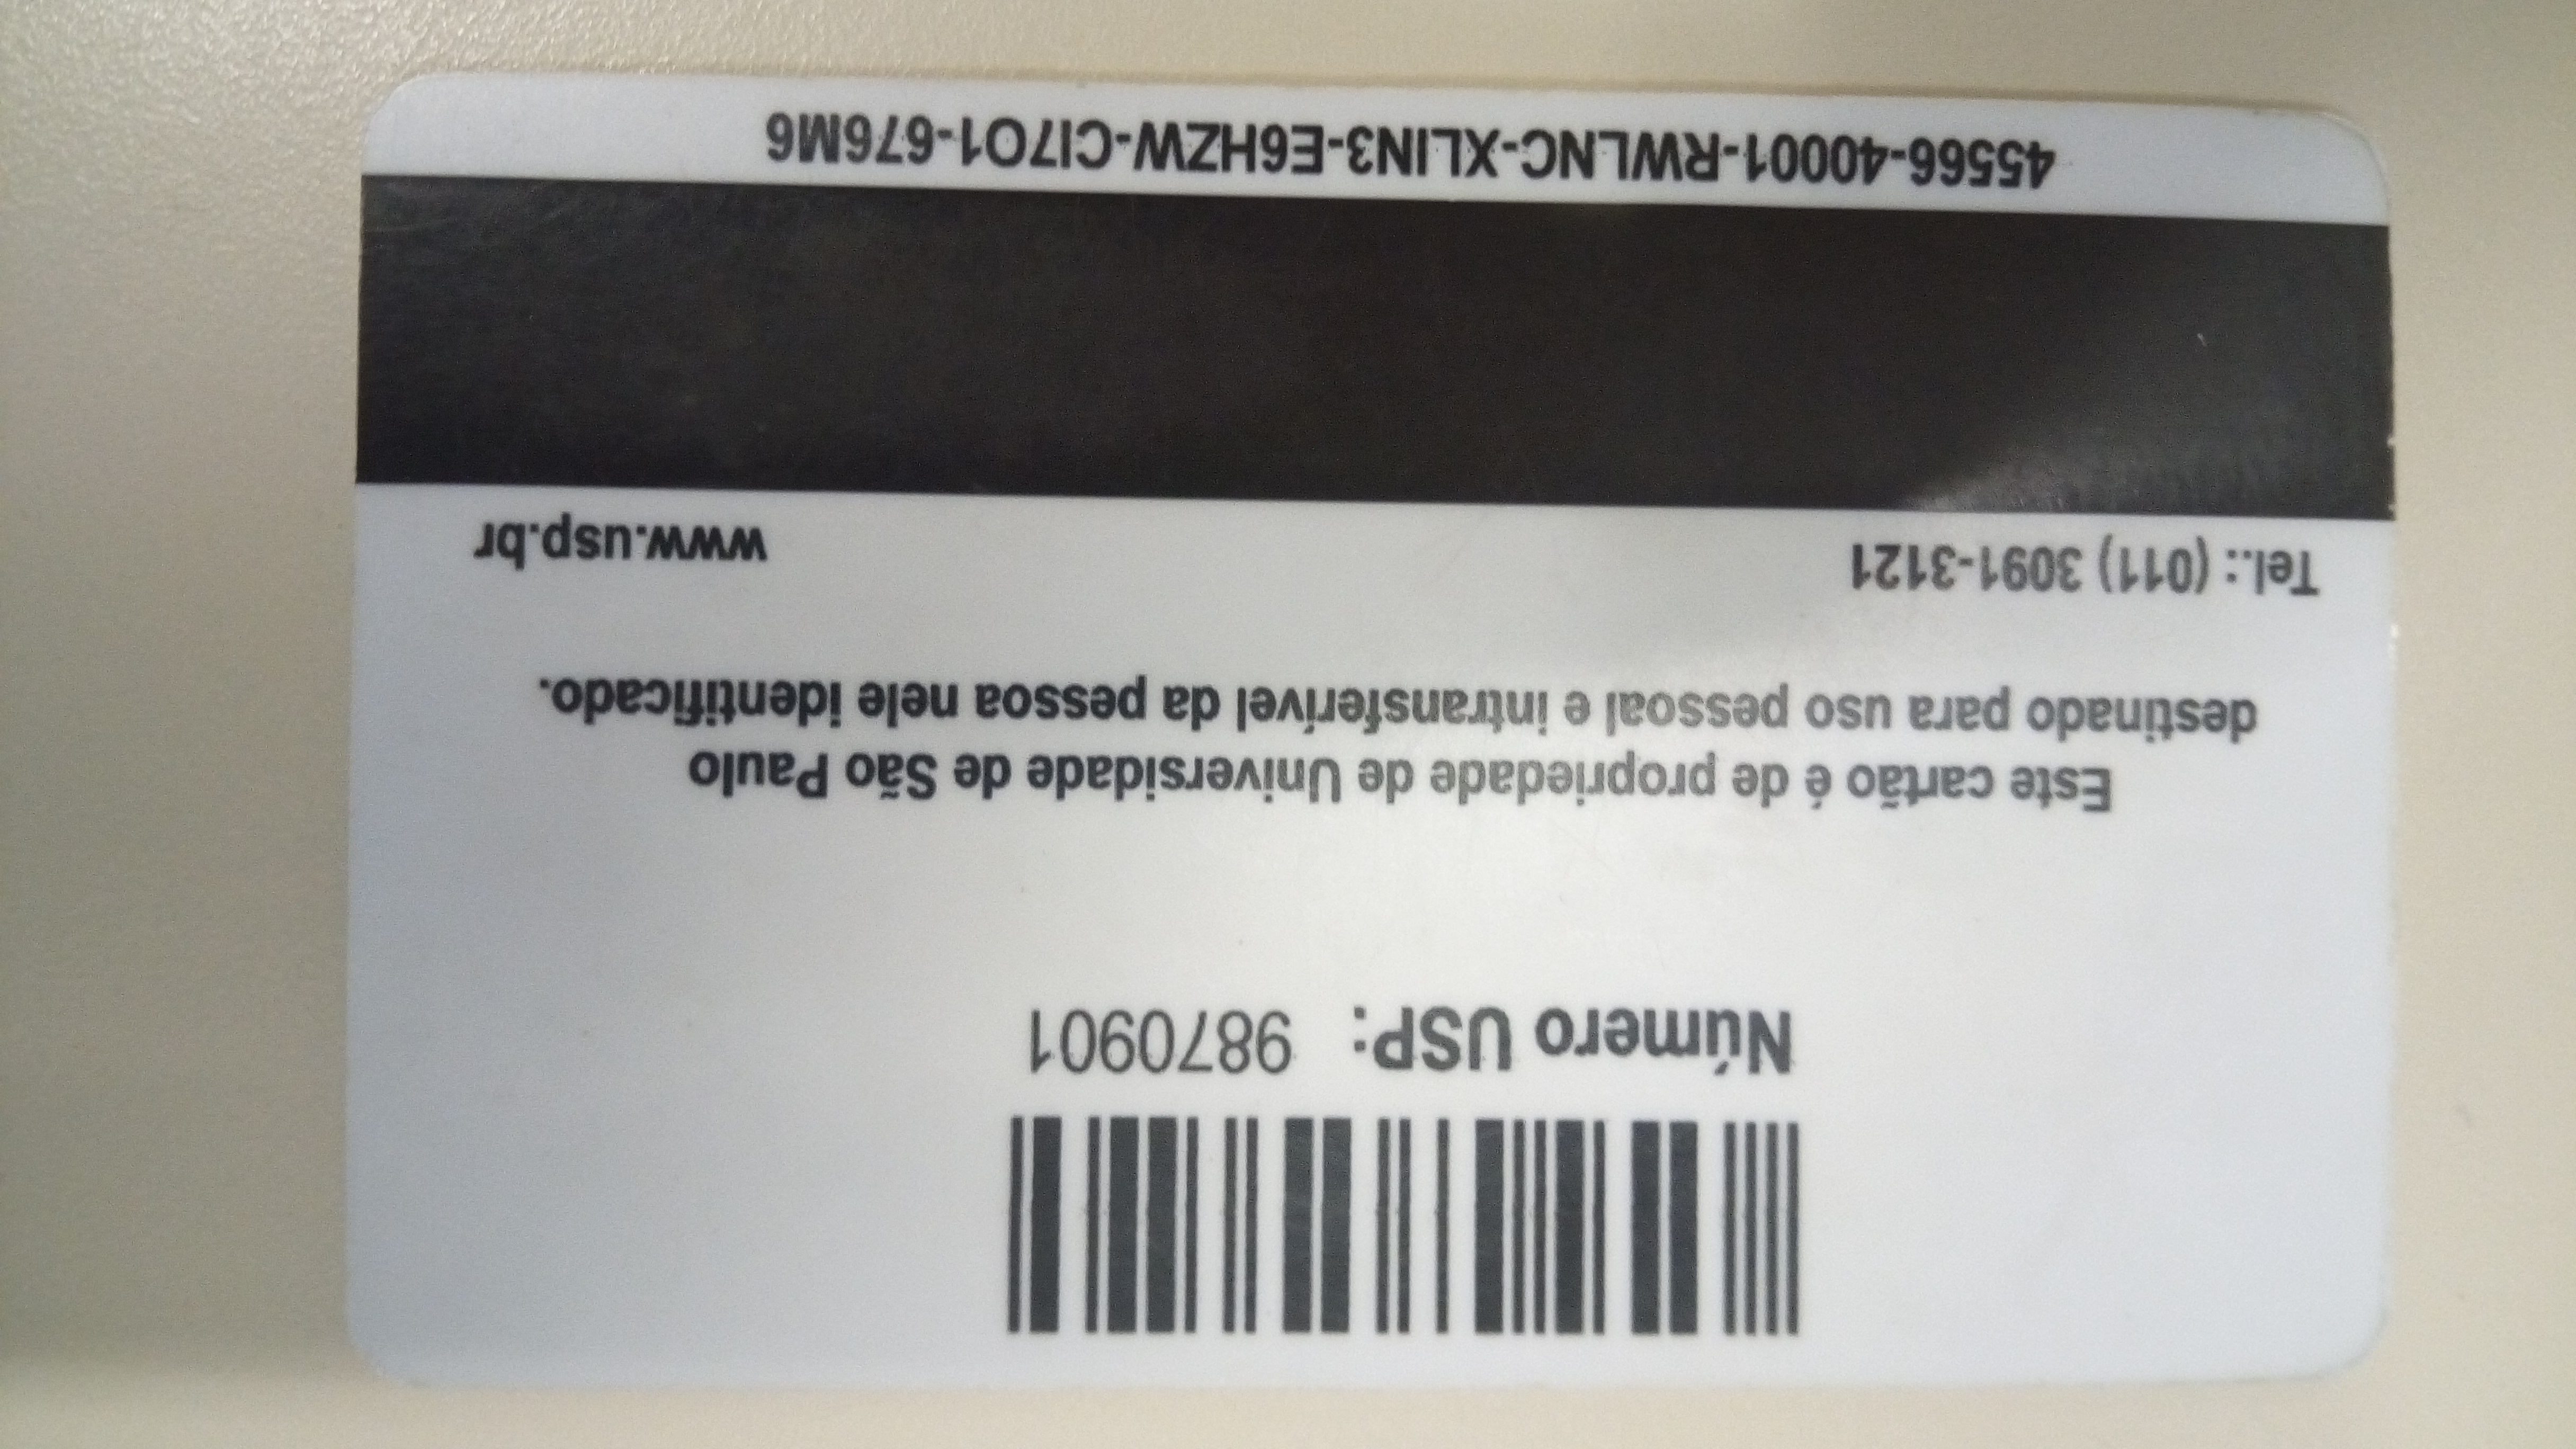 Número USP: 9870901
Este cartão é de propriedade de Universidade de São Paulo
destinado para uso pessoal e intransferível da pessoa nele identificado.
Tel.: (011) 3091-3121 www.usp.br
45566-40001-RWLNC-XLIN3-E6HZW-CI7O1-676M6